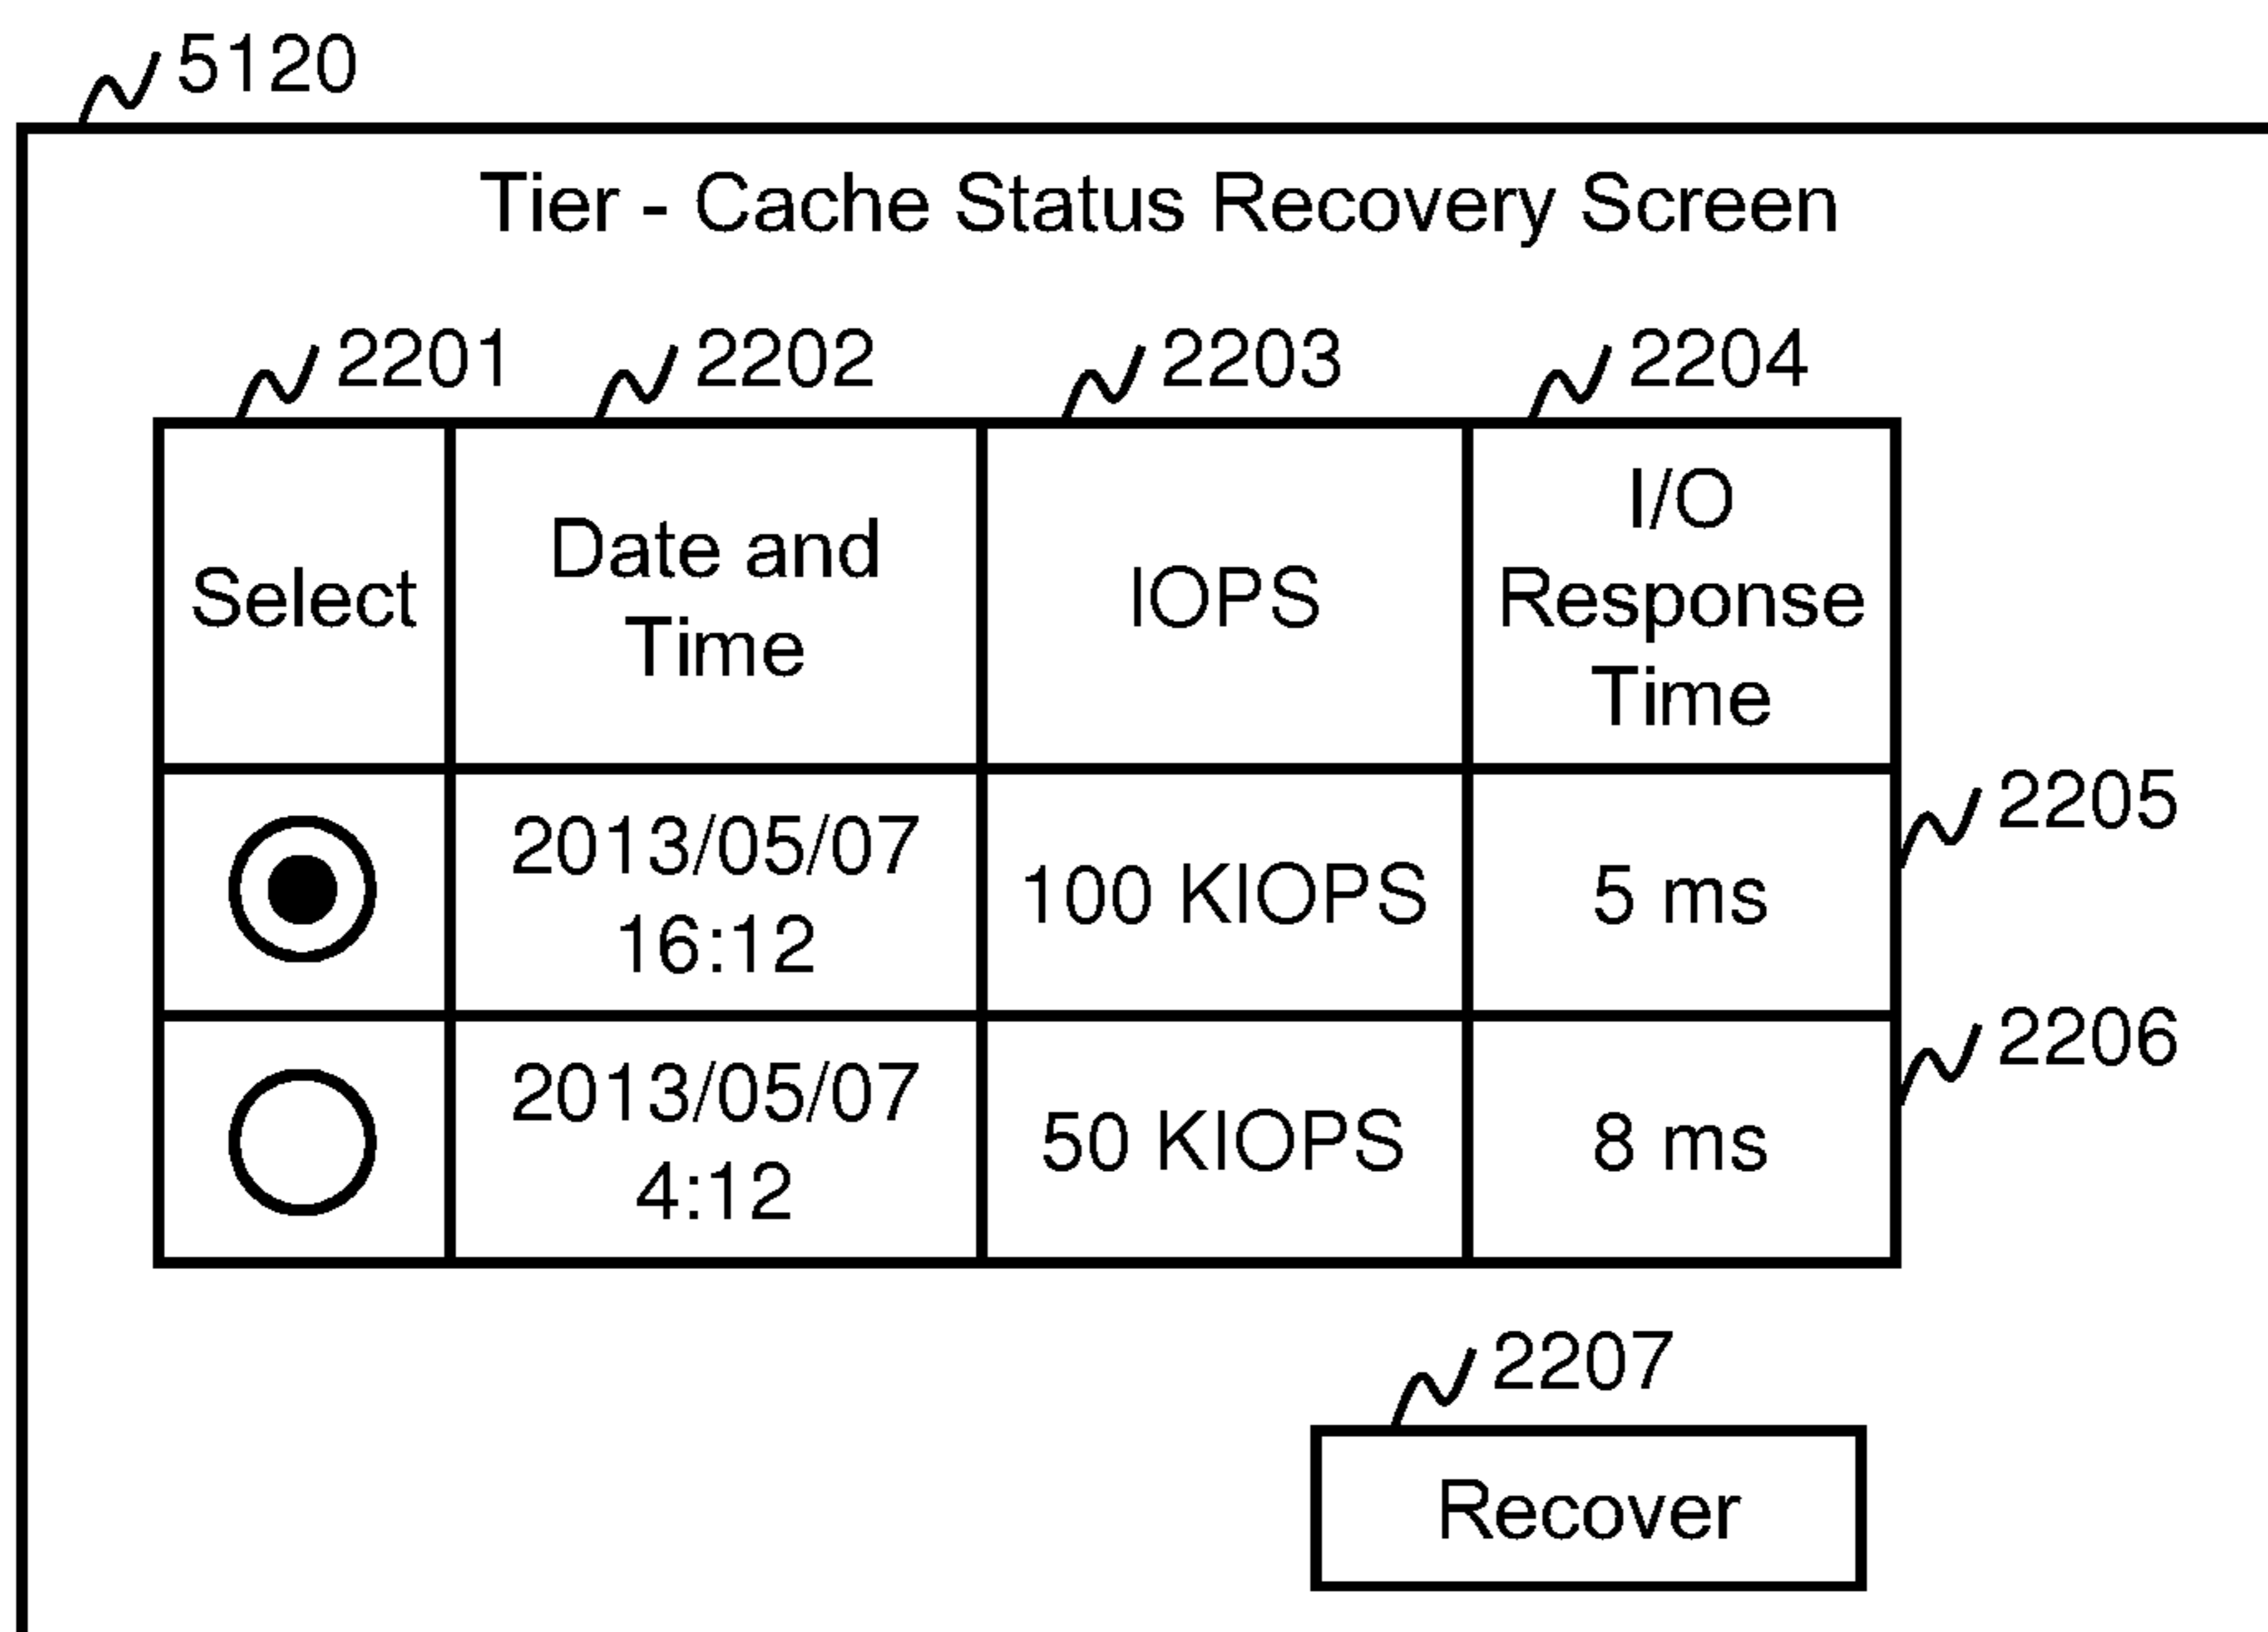 5120
Tier - Cache Status Recovery Screen
2201 2202 2203 2204
Select
Date and
Time
IOPS
I/O
Response
Time
2205
2013/05/07
16:12
100 KIOPS
5 ms
2206
2013/05/07
4:12
50 KIOPS
8 ms
2207
Recover